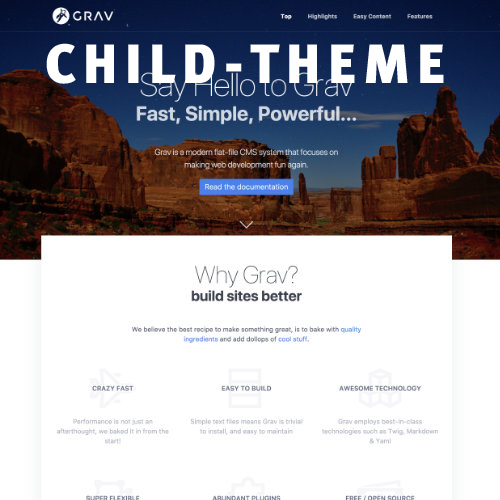 GRAV
Top Highlights Easy Content Features
CHILD-THEME
Say Hello to Grav
Fast, Simple, Powerful...
Grav is a modern flat-file CMS system that focuses on
making web development fun again.
Read the documentation
Why Grav?
build sites better
We believe the best recipe to make something great, is to bake with quality
ingredients and add dollops of cool stuff.
CRAZY FAST
EASY TO BUILD
AWESOME TECHNOLOGY
Performance is not just an
afterthought, we baked it in from the
start!
Simple text files means Grav is trivial
to install, and easy to maintain
Grav employs best-in-class
technologies such as Twig, Markdown
& Yaml
SUPER FLEXIBLE
ABUNDANT PLUGINS
FREE / OPEN SOURCE